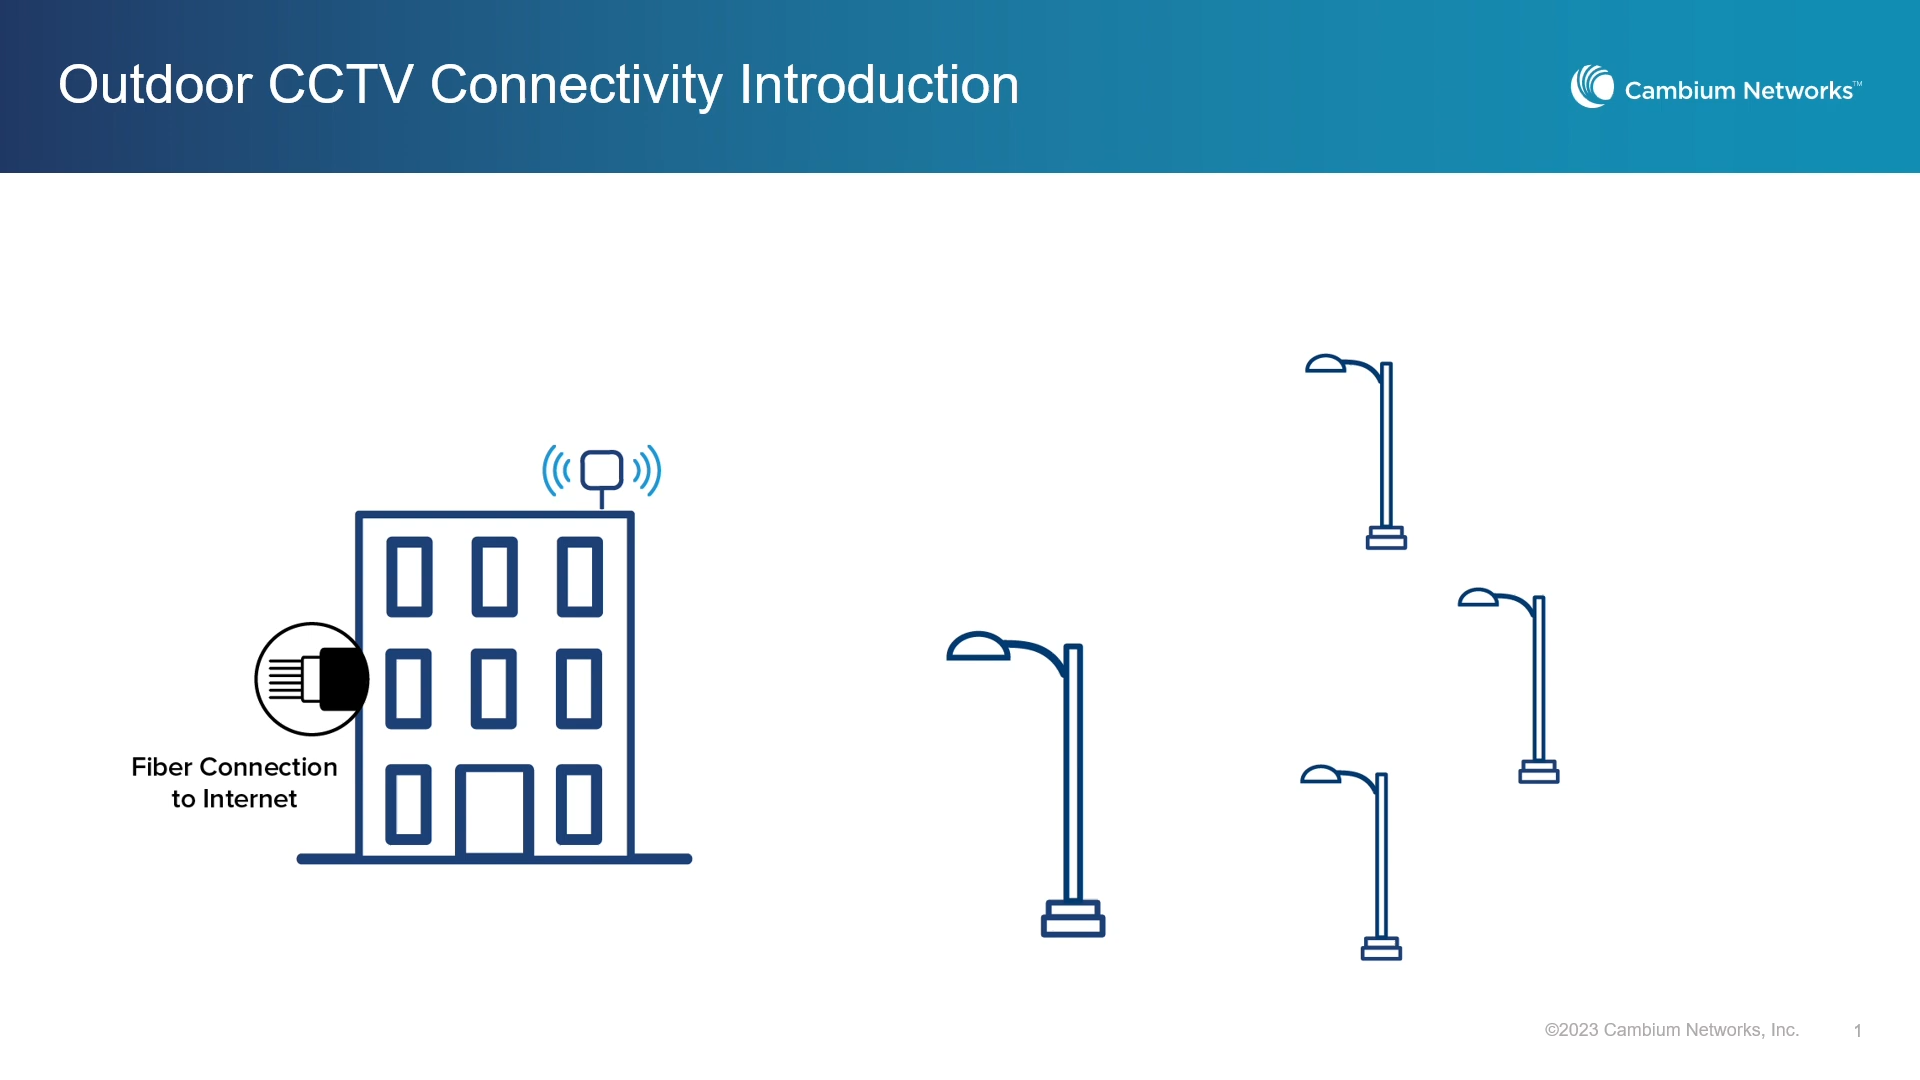 Outdoor CCTV Connectivity Introduction
Cambium Networks™
Fiber Connection
to Internet
©2023 Cambium Networks, Inc.
1